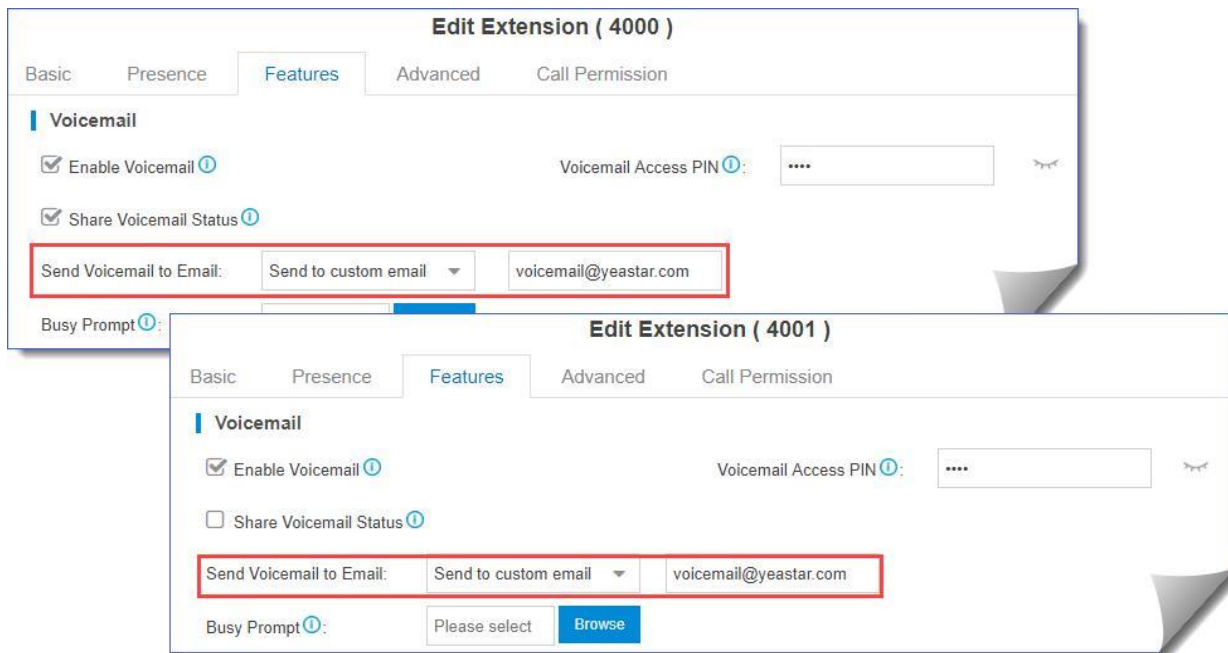 Edit Extension ( 4000 )
Basic Presence Features Advanced Call Permission
Voicemail
Enable Voicemail Voicemail Access PIN : ••••
Share Voicemail Status
Send Voicemail to Email: Send to custom email voicemail@yeastar.com
Busy Prompt :
Edit Extension ( 4001 )
Basic Presence Features Advanced Call Permission
Voicemail
Enable Voicemail Voicemail Access PIN : ••••
Share Voicemail Status
Send Voicemail to Email: Send to custom email voicemail@yeastar.com
Busy Prompt : Please select Browse